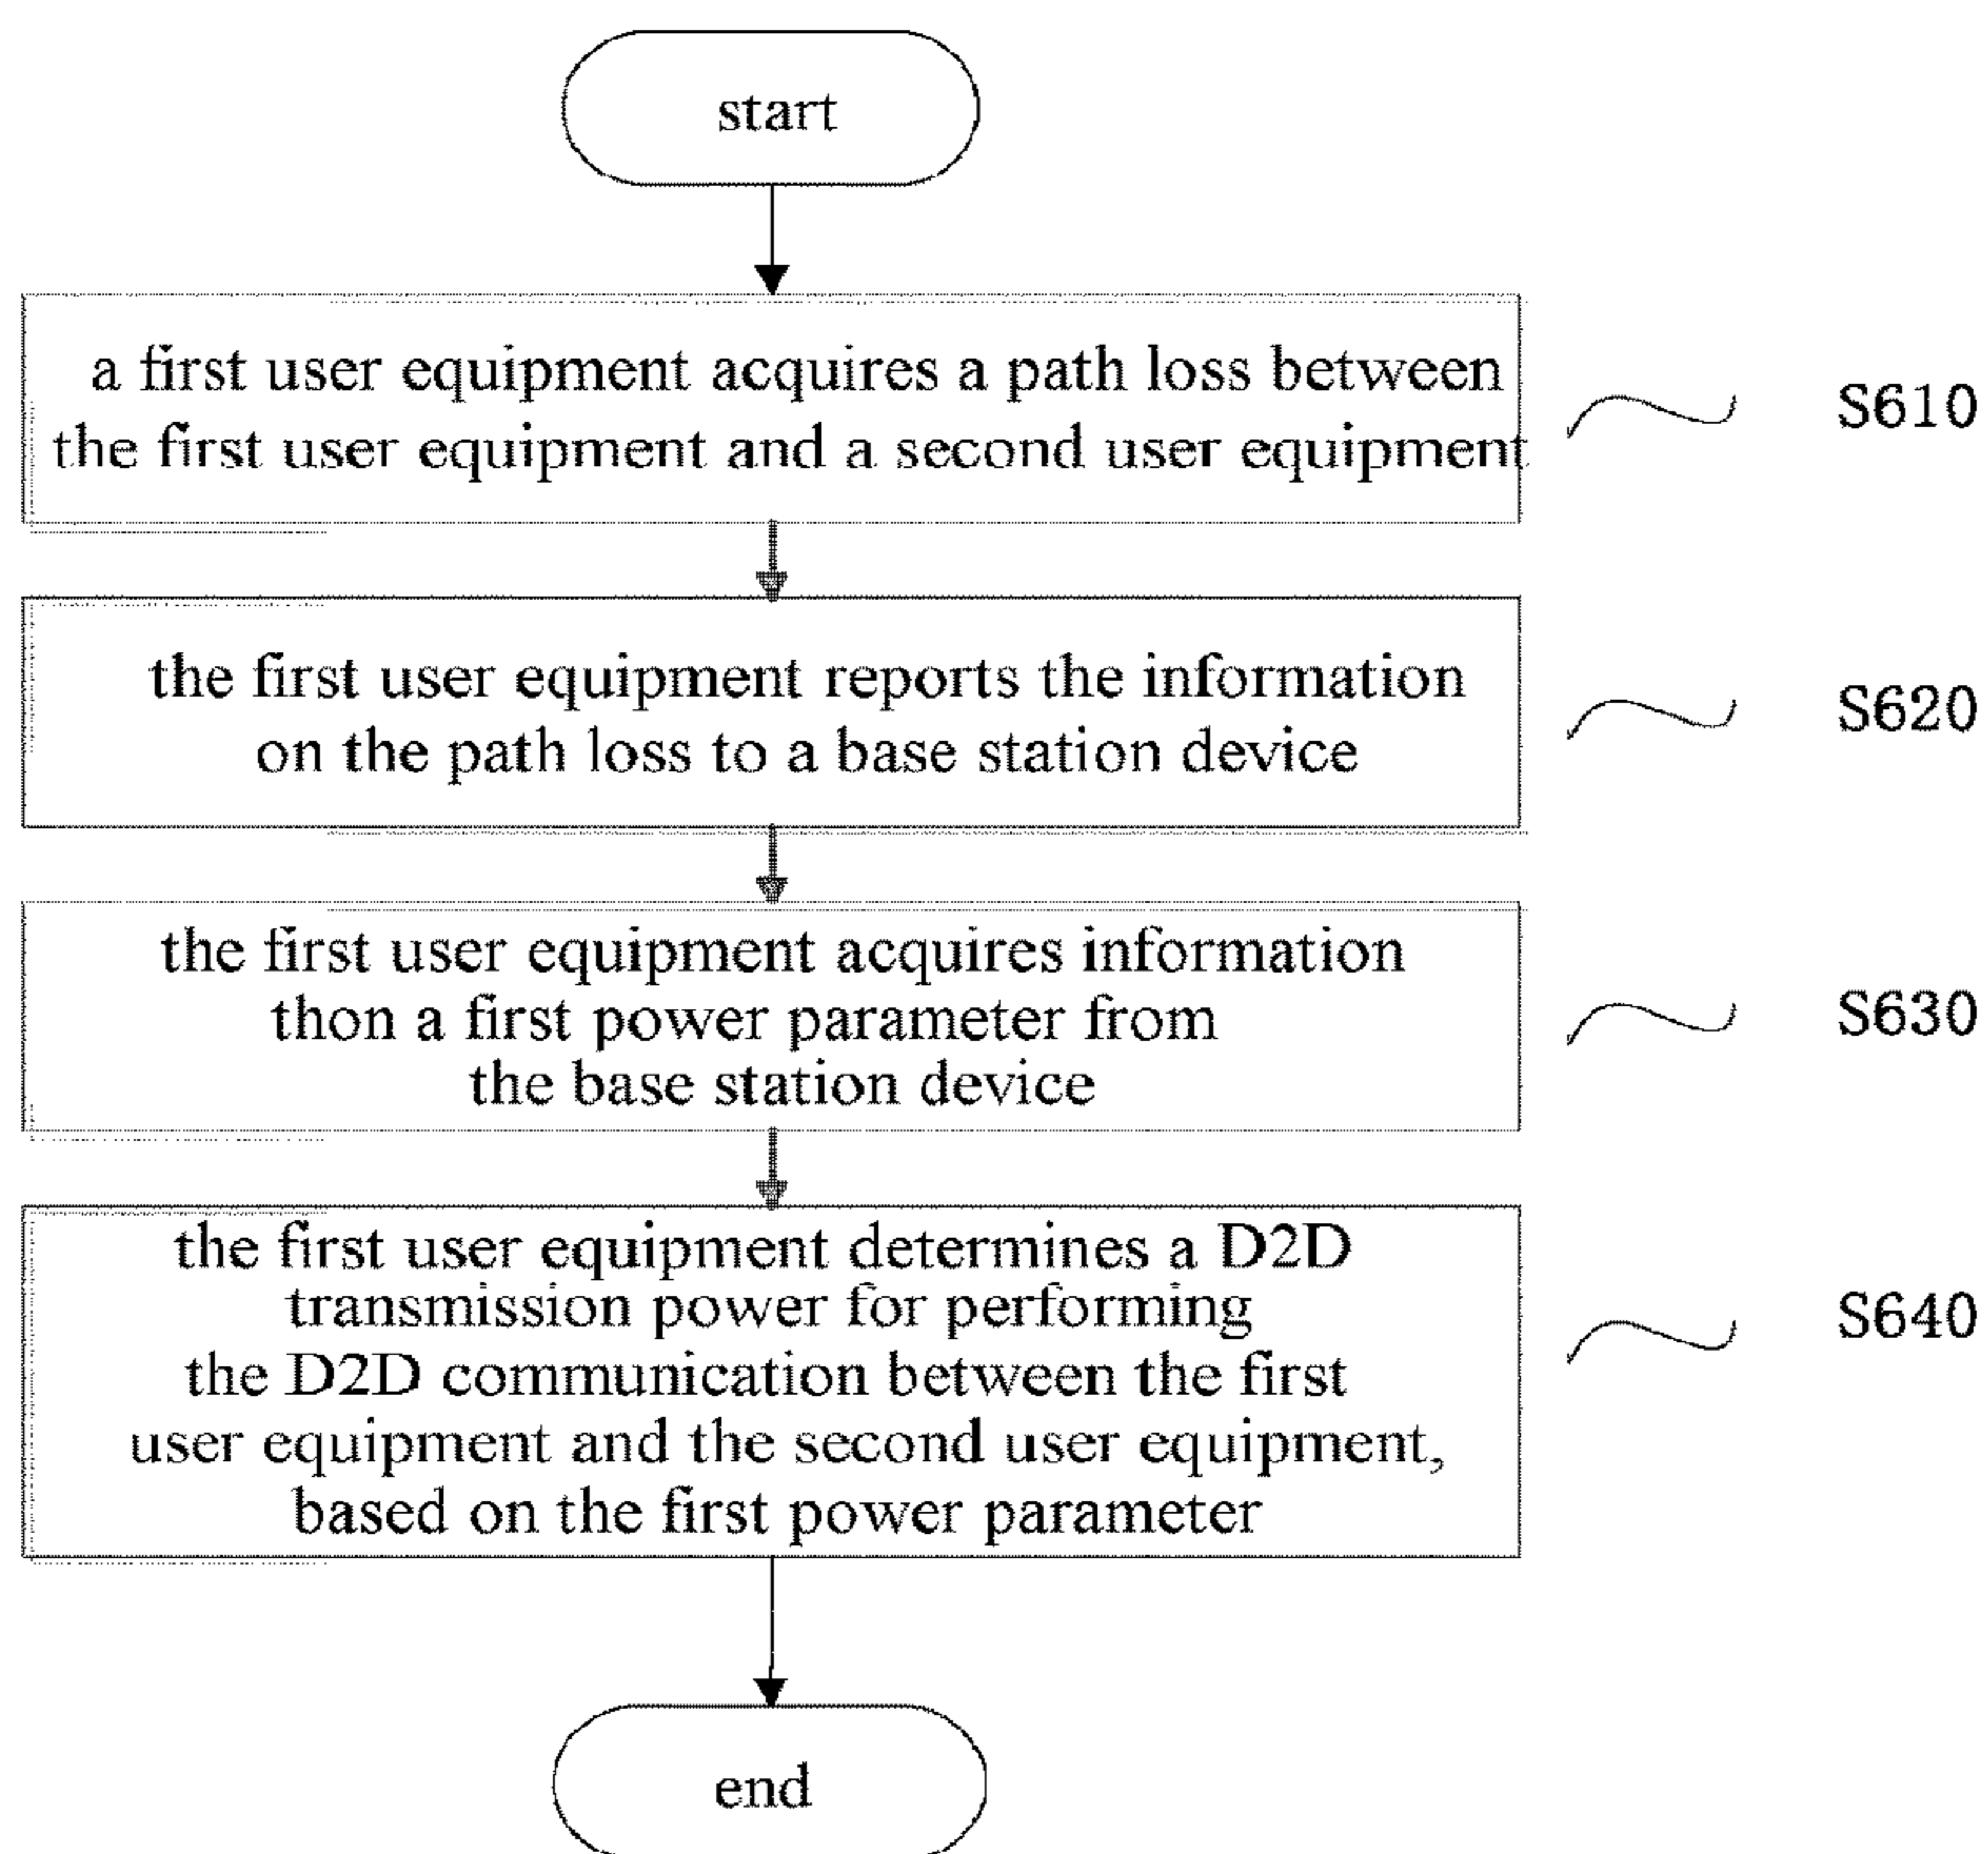 start
a first user equipment acquires a path loss between
the first user equipment and a second user equipment
S610
the first user equipment reports the information
on the path loss to a base station device
S620
the first user equipment acquires information
thon a first power parameter from
the base station device
S630
the first user equipment determines a D2D
transmission power for performing
the D2D communication between the first
user equipment and the second user equipment,
based on the first power parameter
S640
end